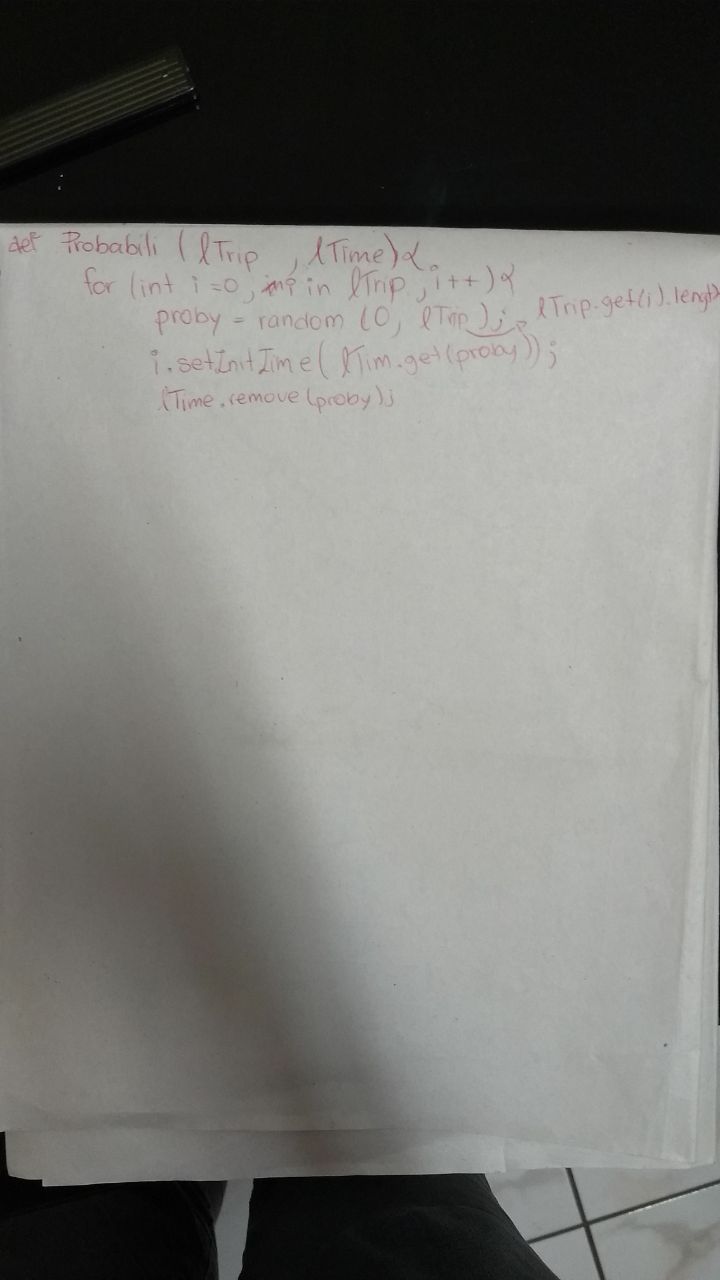 def Probabili (lTrip , lTime){
for (int i=0, in lTrip, i++){
proby = random (0, lTrip); lTrip.get(i).length
i.setInitTime( lTim.get(proby));
lTime.remove(proby);